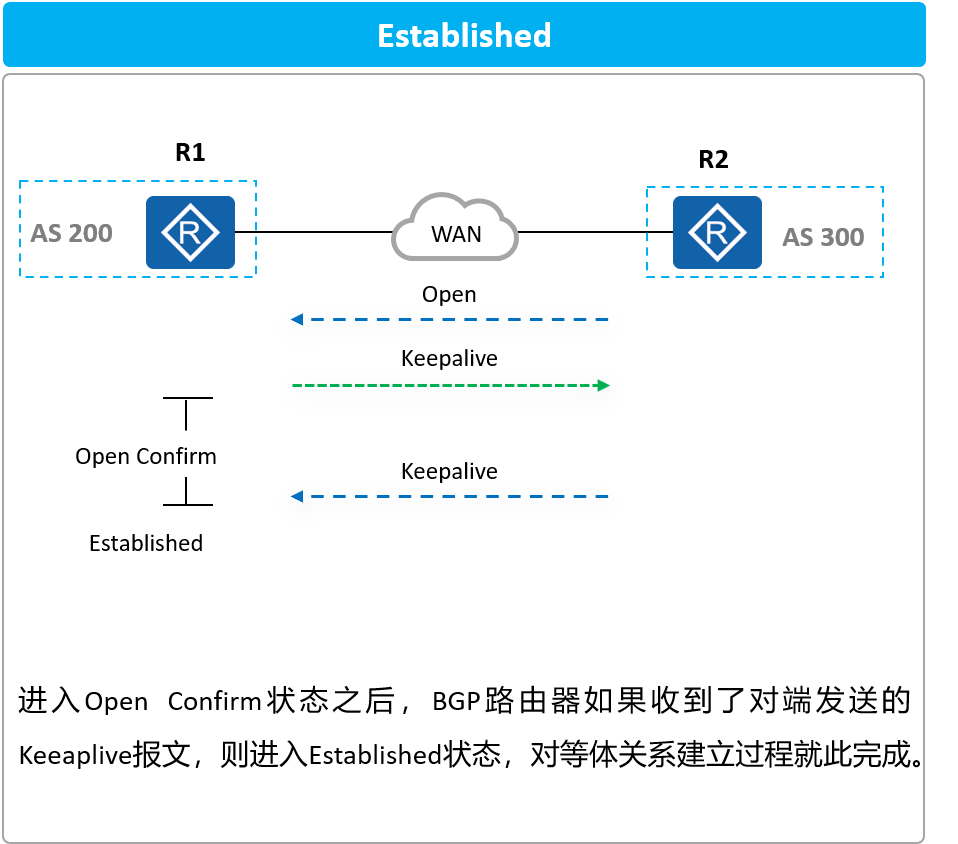 Established
R1
R2
AS 200
R
WAN
R
AS 300
Open
Keepalive
Open Confirm
Keepalive
Established
进入Open Confirm状态之后，BGP路由器如果收到了对端发送的
Keeaplive报文，则进入Established状态，对等体关系建立过程就此完成。